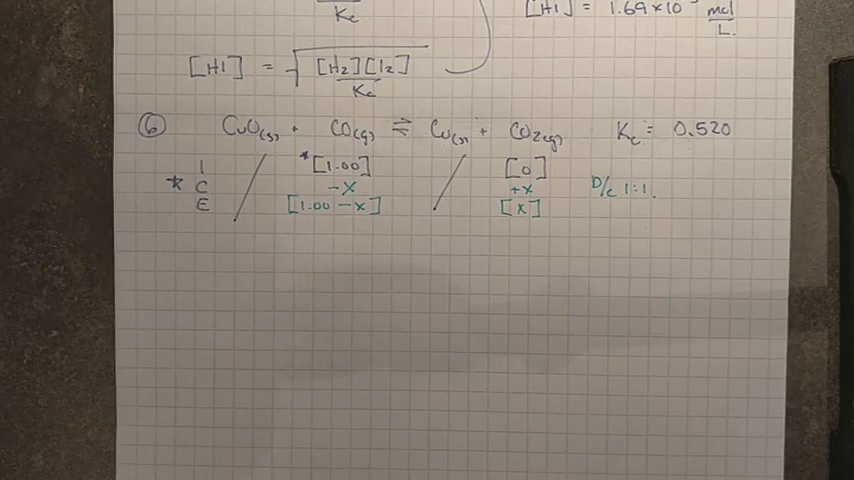 Kc
[HI] = 1.69 × 10 mol/L.
[HI] = √[H2][I2]/Kc
⑥ CuO(s) + CO(g) ⇌ Cu(s) + CO2(g) Kc = 0.520
I *[1.00] [0]
* C -x +x D/c 1:1.
E [1.00 - x] [x]